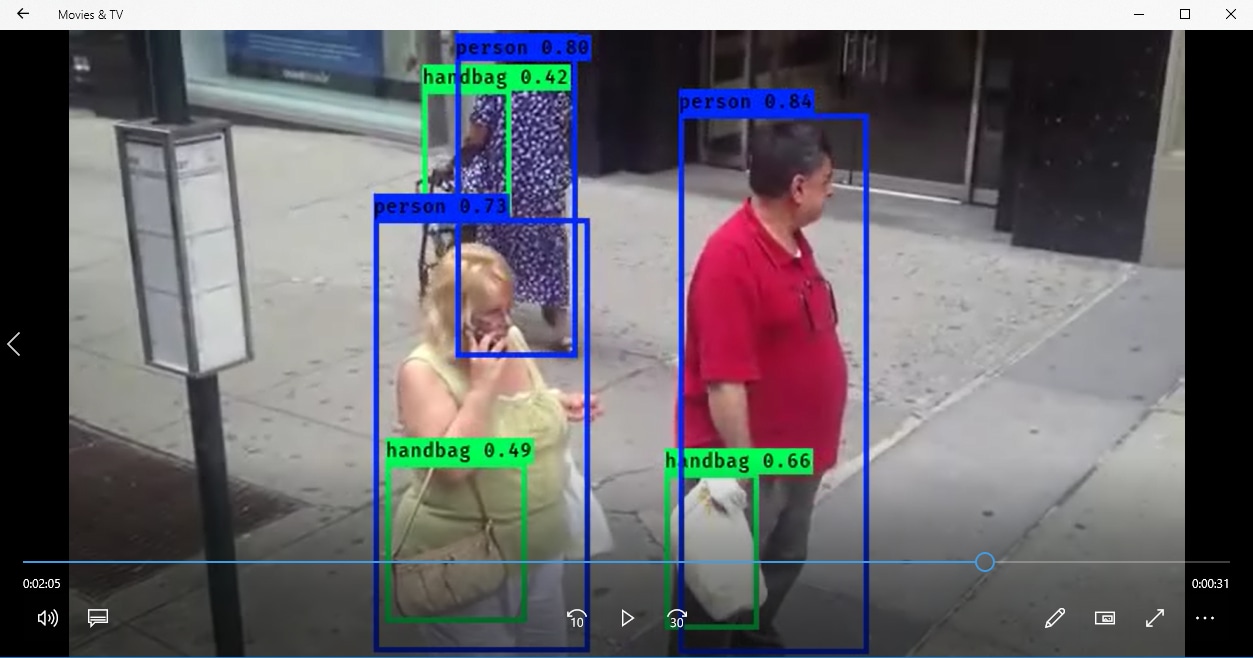 Movies & TV
person 0.80
handbag 0.42
person 0.84
person 0.73
handbag 0.49
handbag 0.66
0:02:05
0:00:31
10
30